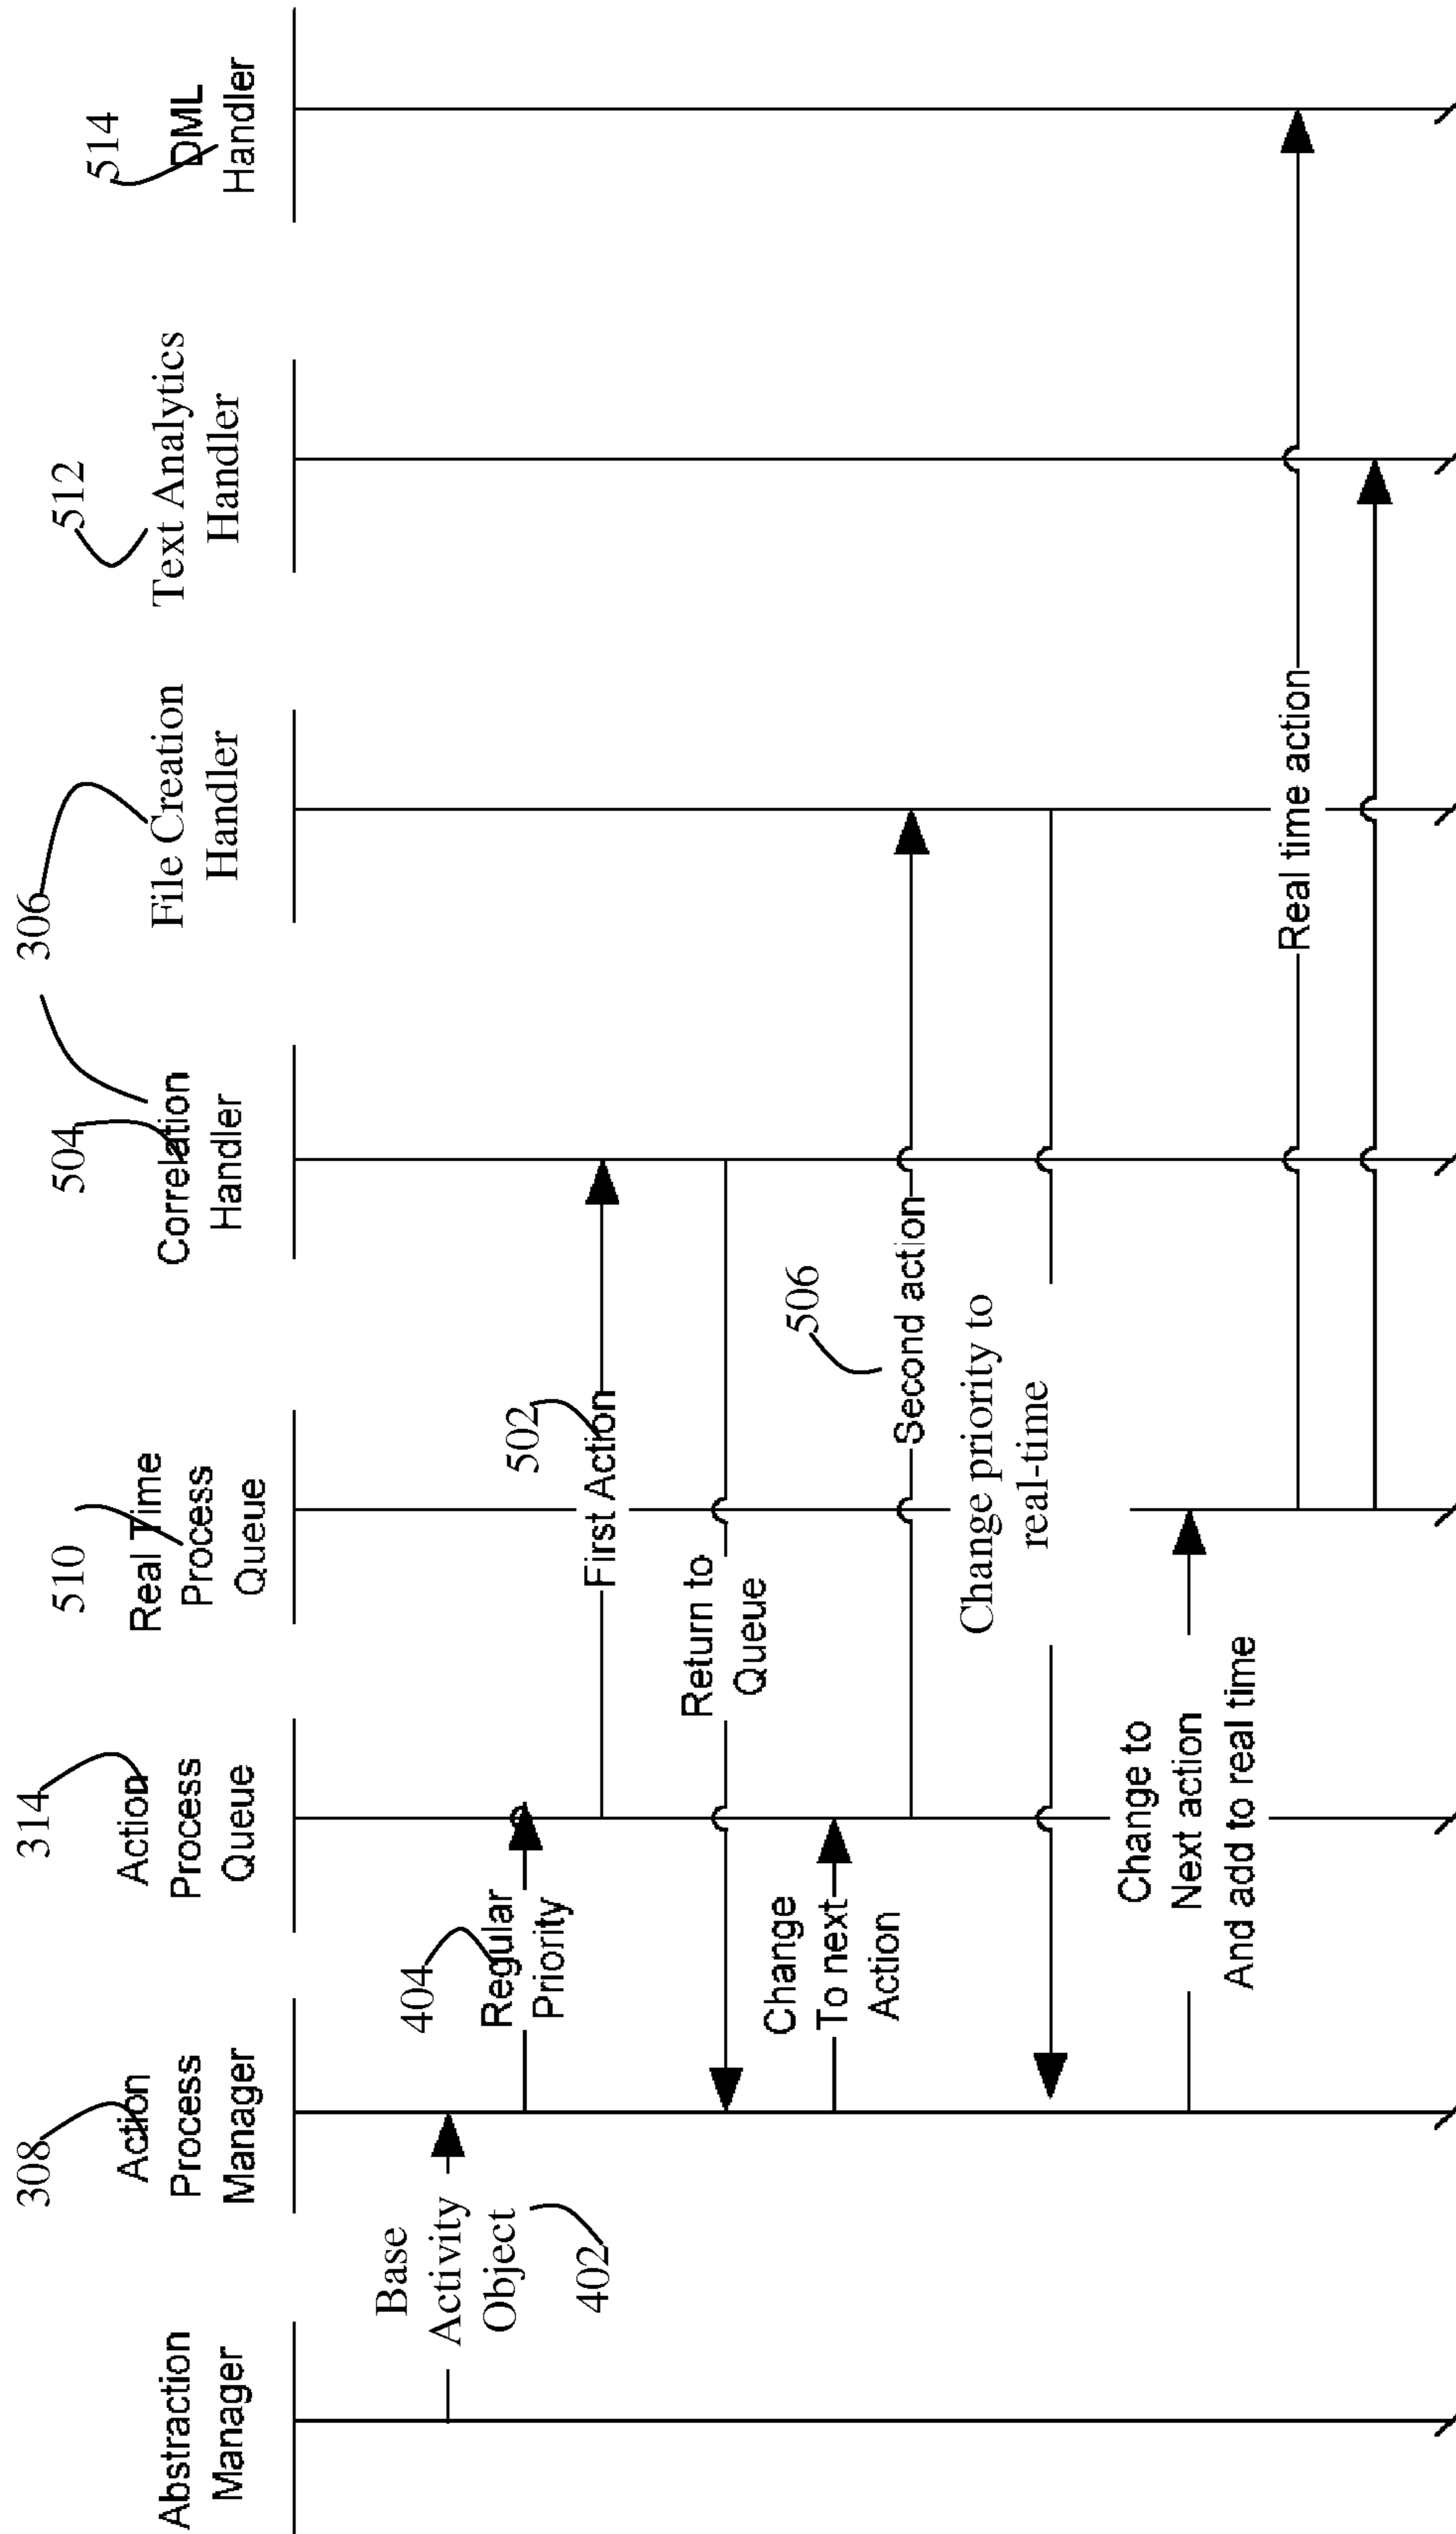 Abstraction
Manager
308
Action
Process
Manager
314
Action
Process
Queue
510
Real Time
Process
Queue
504
Correlation
Handler
306
File Creation
Handler
512
Text Analytics
Handler
514
DML
Handler
Base
Activity
Object
402
404
Regular
Priority
502
First Action
Return to
Queue
Change
To next
Action
506
Second action
Change priority to
real-time
Change to
Next action
And add to real time
Real time action